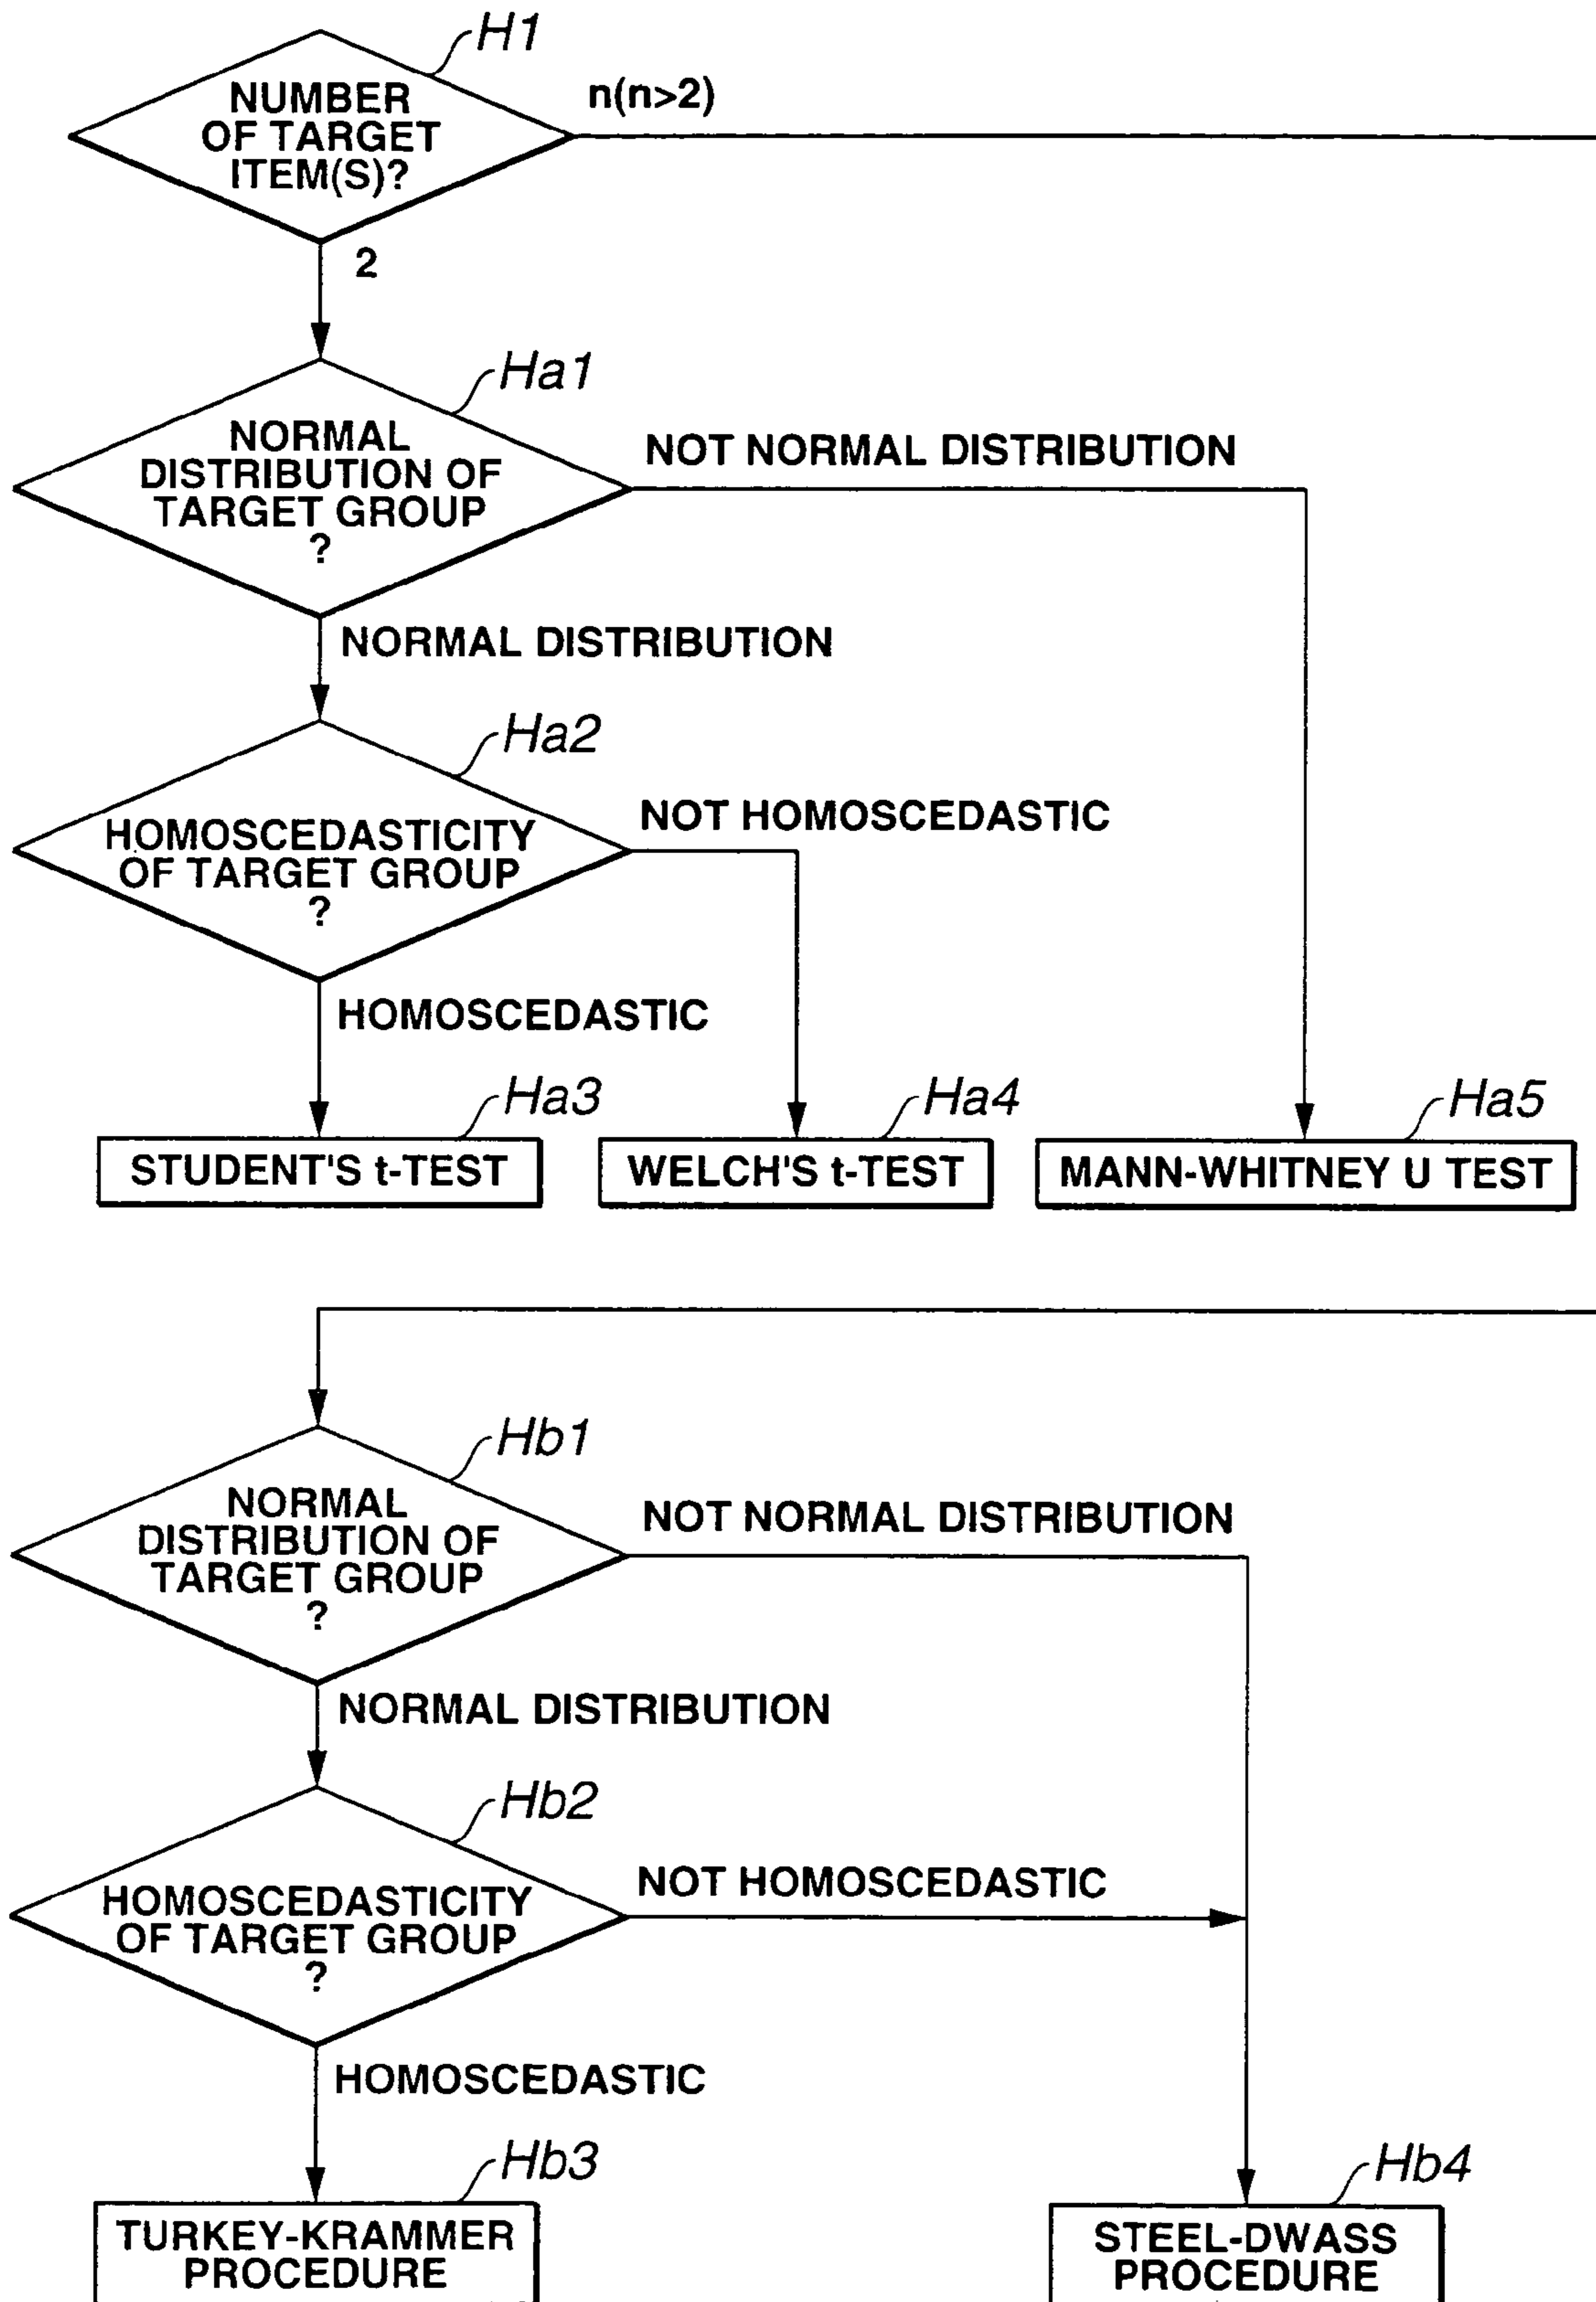 H1
NUMBER
OF TARGET
ITEM(S)?
n(n>2)
2
Ha1
NORMAL
DISTRIBUTION OF
TARGET GROUP
?
NOT NORMAL DISTRIBUTION
NORMAL DISTRIBUTION
Ha2
HOMOSCEDASTICITY
OF TARGET GROUP
?
NOT HOMOSCEDASTIC
HOMOSCEDASTIC
Ha3
STUDENT'S t-TEST
Ha4
WELCH'S t-TEST
Ha5
MANN-WHITNEY U TEST
Hb1
NORMAL
DISTRIBUTION OF
TARGET GROUP
?
NOT NORMAL DISTRIBUTION
NORMAL DISTRIBUTION
Hb2
HOMOSCEDASTICITY
OF TARGET GROUP
?
NOT HOMOSCEDASTIC
HOMOSCEDASTIC
Hb3
TURKEY-KRAMMER
PROCEDURE
Hb4
STEEL-DWASS
PROCEDURE